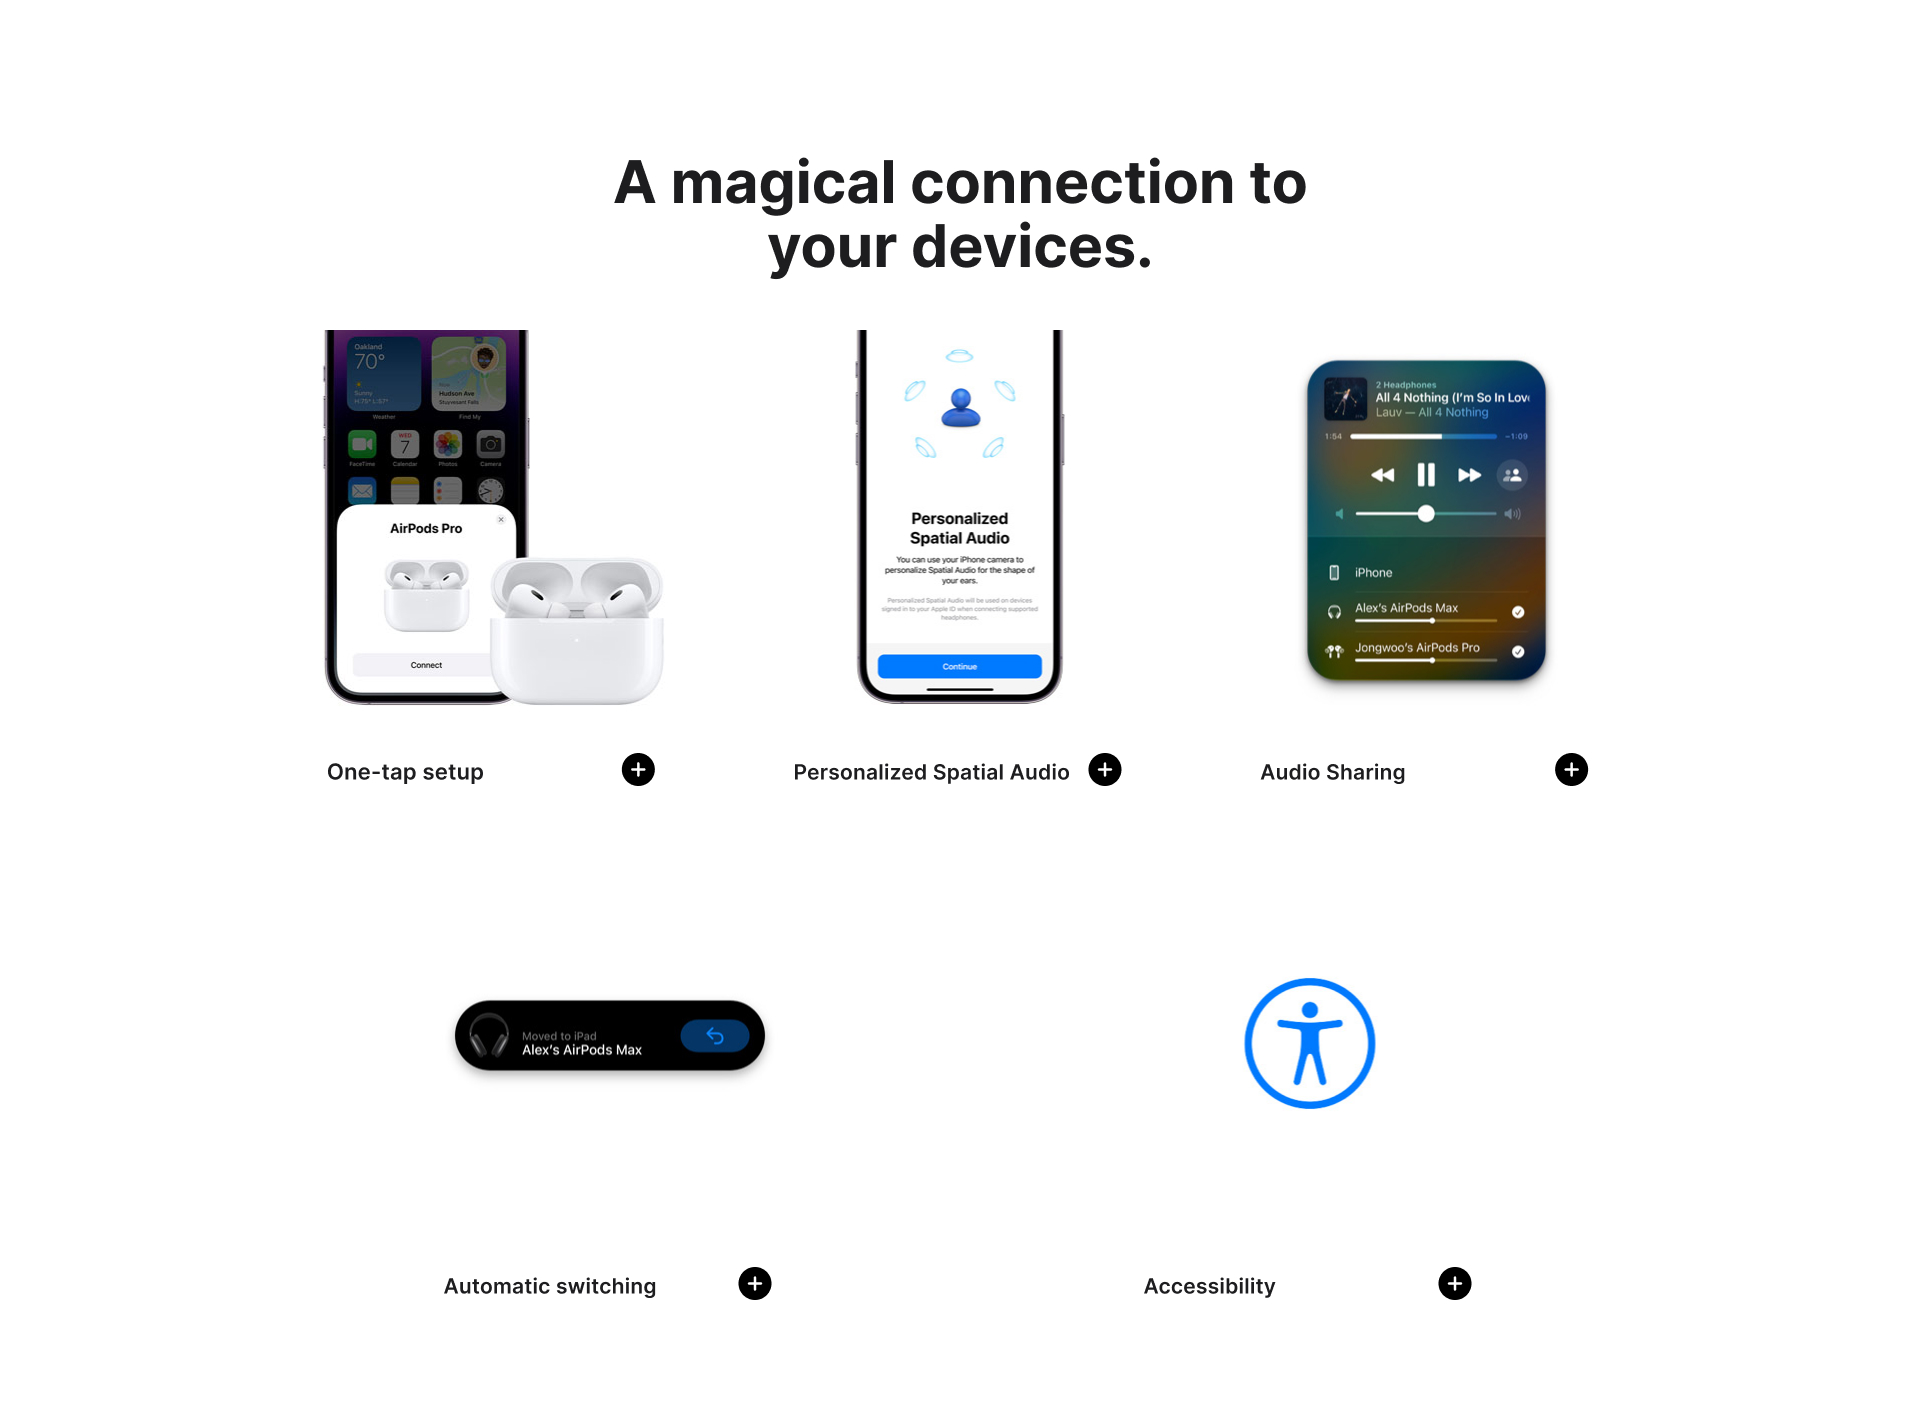 A magical connection to
your devices.
Oakland
70°
Sunny
H:75° L:57°
Weather
Hudson Ave
Stuyvesant Falls
Find My
FaceTime
WED
7
Calendar
Photos
Camera
AirPods Pro
Connect
Personalized
Spatial Audio
You can use your iPhone camera to
personalize Spatial Audio for the shape of
your ears.
Personalized Spatial Audio will be used on devices
signed in to your Apple ID when connecting supported
headphones.
Continue
2 Headphones
All 4 Nothing (I'm So In Lov
Lauv — All 4 Nothing
1:54
-1:09
iPhone
Alex's AirPods Max
Jongwoo's AirPods Pro
One-tap setup
Personalized Spatial Audio
Audio Sharing
Moved to iPad
Alex's AirPods Max
Automatic switching
Accessibility